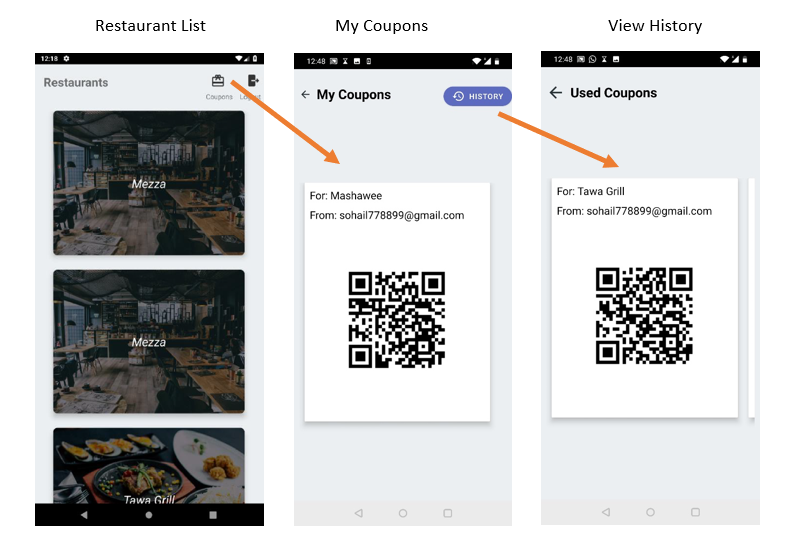 Restaurant List
My Coupons
View History
12:18
Restaurants
Coupons
Logout
Mezza
Mezza
Tawa Grill
12:48
My Coupons
HISTORY
For: Mashawee
From: sohail778899@gmail.com
12:48
Used Coupons
For: Tawa Grill
From: sohail778899@gmail.com